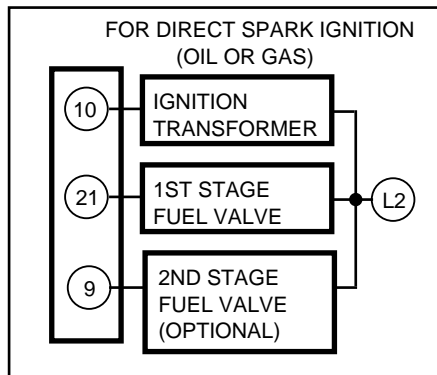 FOR DIRECT SPARK IGNITION
(OIL OR GAS)
10
IGNITION
TRANSFORMER
21
1ST STAGE
FUEL VALVE
L2
9
2ND STAGE
FUEL VALVE
(OPTIONAL)